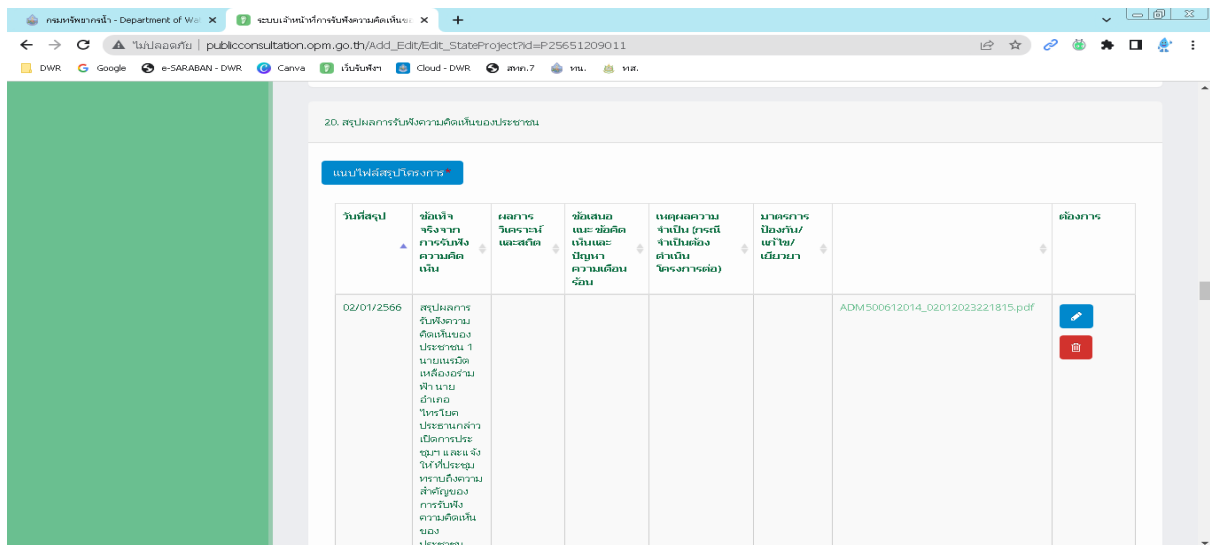 กรมทรัพยากรน้ำ - Department of Wa
ระบบเจ้าหน้าที่การรับฟังความคิดเห็นขอ
ไม่ปลอดภัย | publicconsultation.opm.go.th/Add_Edit/Edit_StateProject?id=P25651209011
DWR Google e-SARABAN - DWR Canva เว็บรับฟังฯ Cloud - DWR สทภ.7 ทน. ทส.
20. สรุปผลการรับฟังความคิดเห็นของประชาชน
แนบไฟล์สรุปโครงการ*
วันที่สรุป
ข้อเท็จ
จริงจาก
การรับฟัง
ความคิด
เห็น
ผลการ
วิเคราะห์
และสถิต
ข้อเสนอ
แนะ ข้อคิด
เห็นและ
ปัญหา
ความเดือน
ร้อน
เหตุผลความ
จำเป็น (กรณี
จำเป็นต้อง
ดำเนิน
โครงการต่อ)
มาตรการ
ป้องกัน/
แก้ไข/
เยียวยา
ต้องการ
02/01/2566
สรุปผลการ
รับฟังความ
คิดเห็นของ
ประชาชน 1
นายเนรมิต
เหลืองอร่าม
ฟ้า นาย
อำเภอ
ไทรโยค
ประธานกล่าว
เปิดการประ
ชุมฯ และแจ้ง
ให้ที่ประชุม
ทราบถึงความ
สำคัญของ
การรับฟัง
ความคิดเห็น
ของ
ประชาชน
ADM500612014_02012023221815.pdf